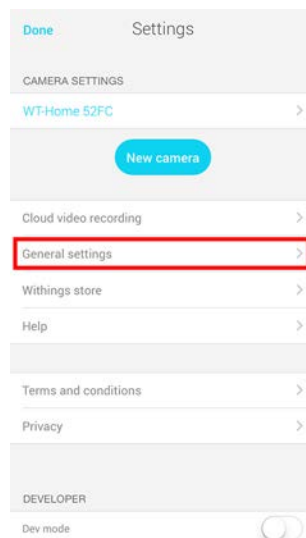 Done Settings
CAMERA SETTINGS
WT-Home 52FC
New camera
Cloud video recording
General settings
Withings store
Help
Terms and conditions
Privacy
DEVELOPER
Dev mode